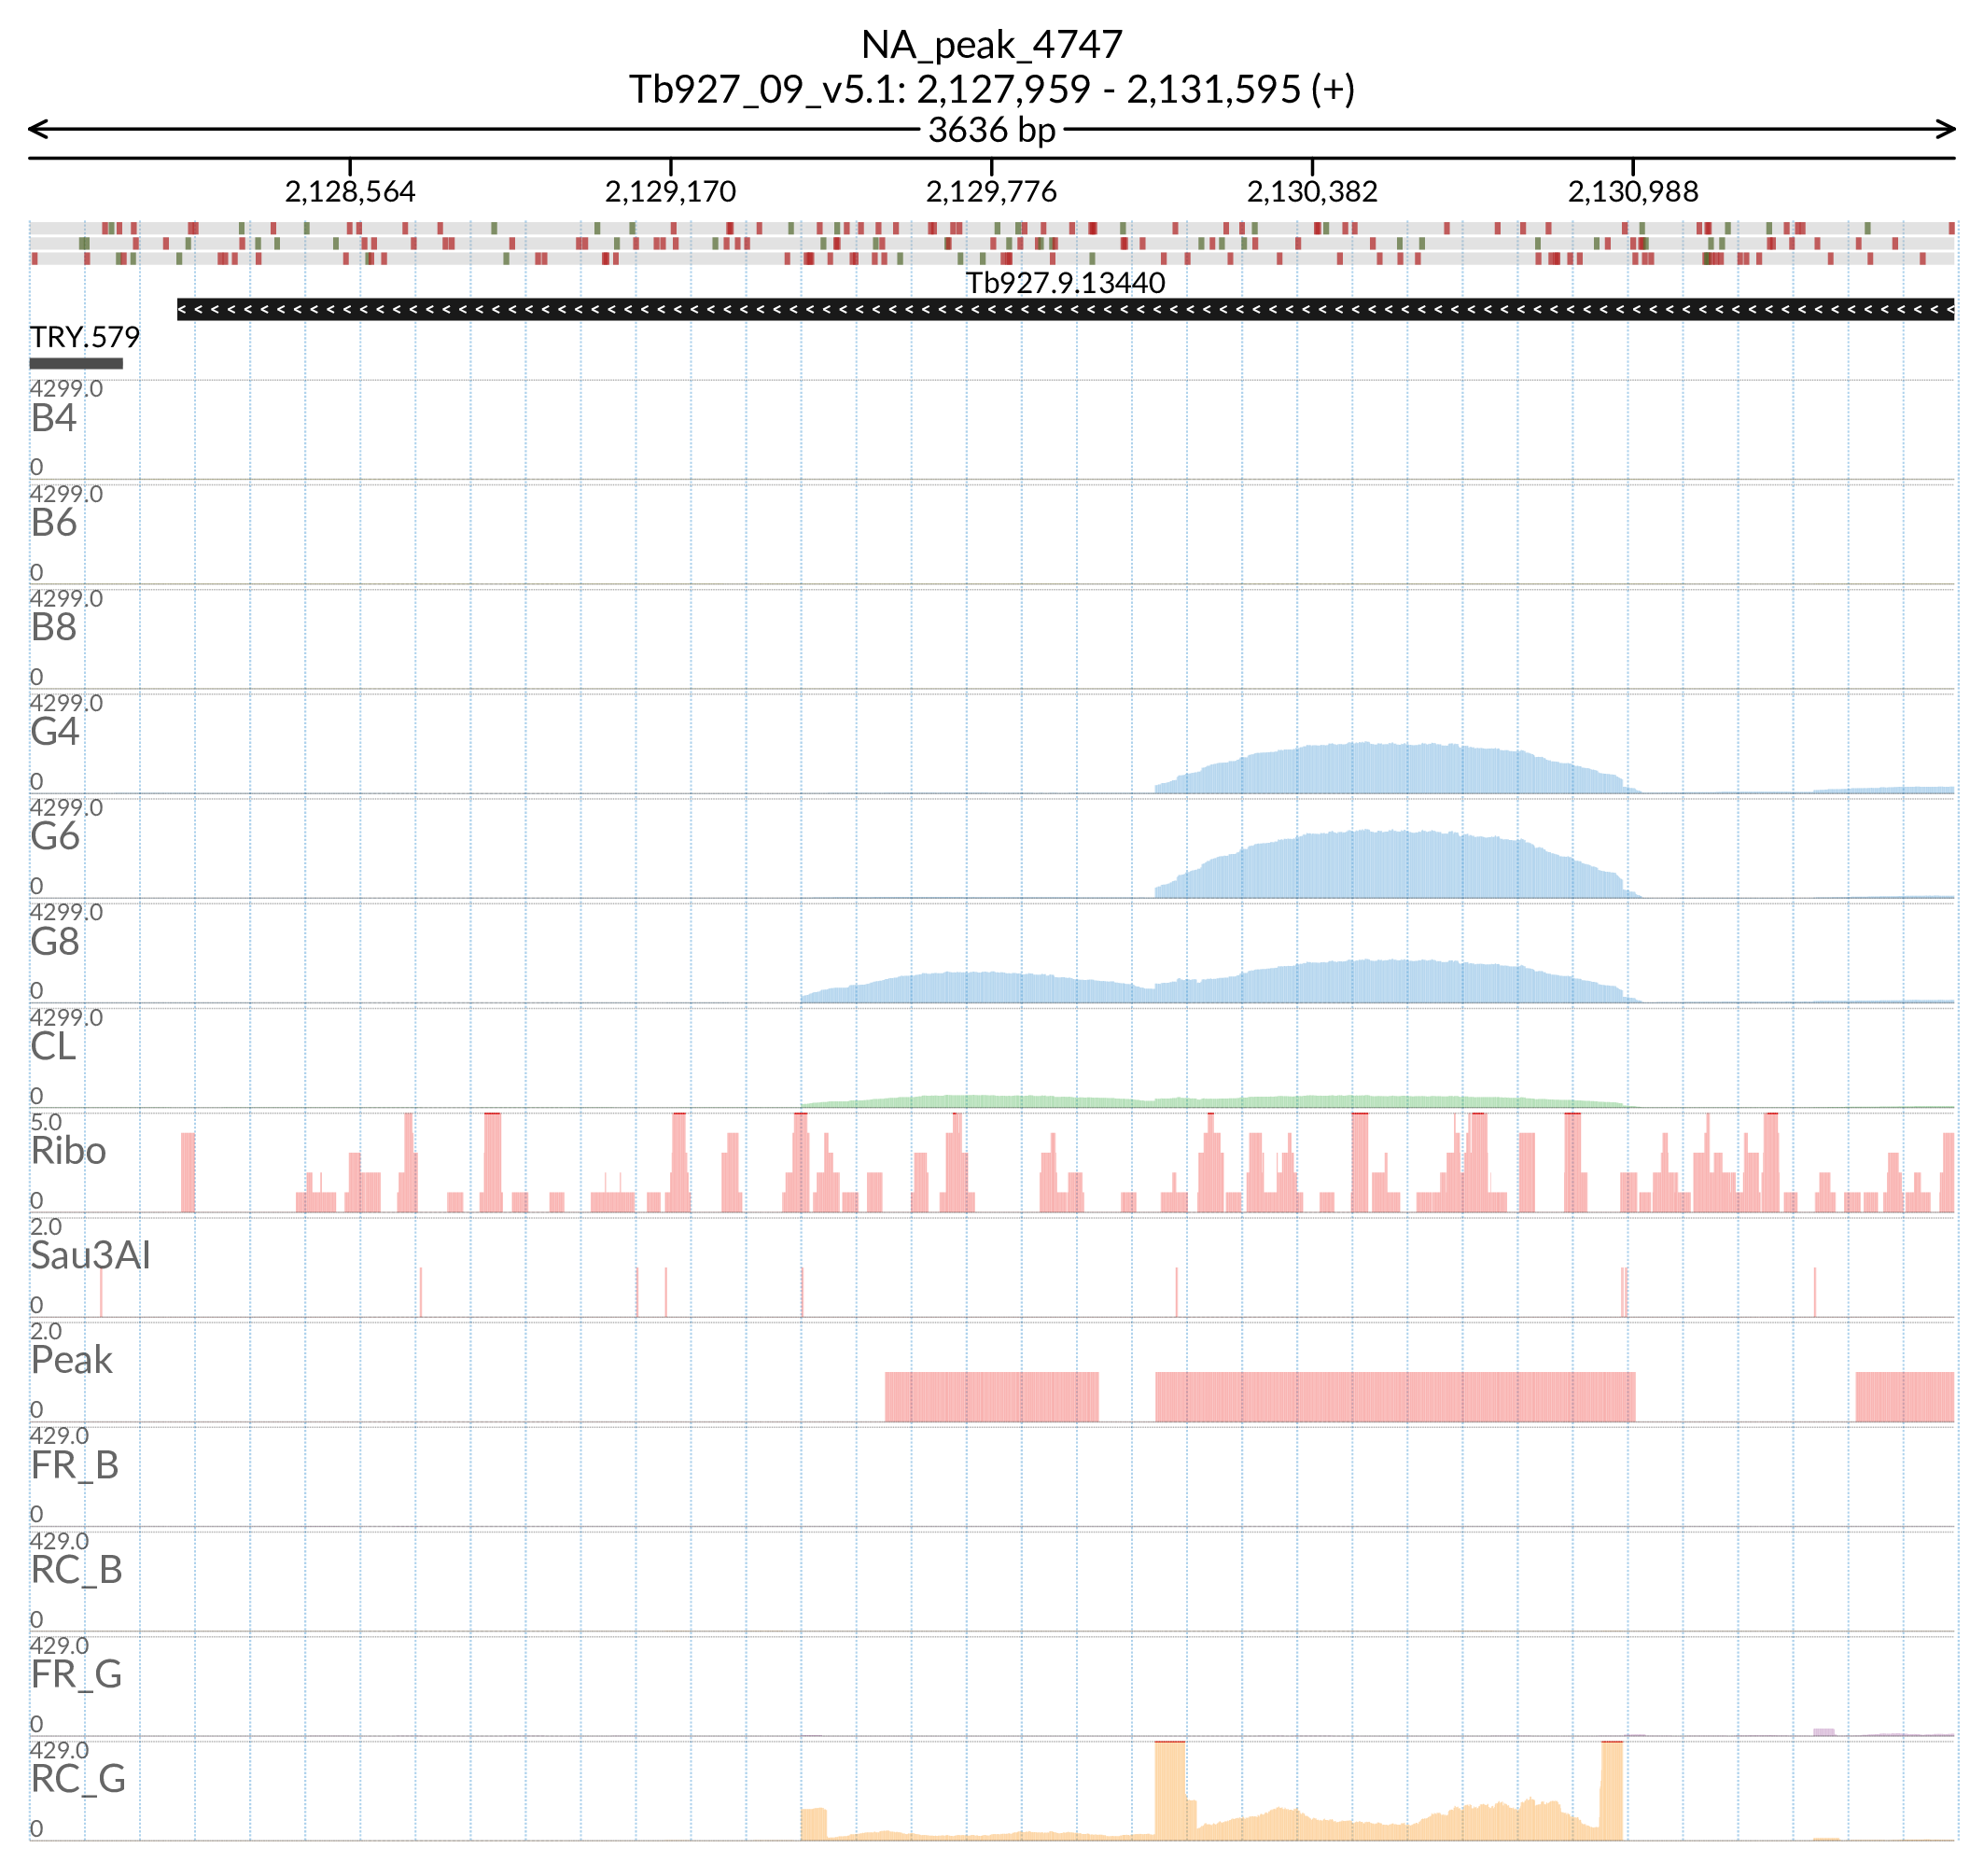 NA_peak_4747
Tb927_09_v5.1: 2,127,959 - 2,131,595 (+)
3636 bp
2,128,564 2,129,170 2,129,776 2,130,382 2,130,988
Tb927.9.13440
TRY.579
4299.0
B4
0
4299.0
B6
0
4299.0
B8
0
4299.0
G4
0
4299.0
G6
0
4299.0
G8
0
4299.0
CL
0
5.0
Ribo
0
2.0
Sau3AI
0
2.0
Peak
0
429.0
FR_B
0
429.0
RC_B
0
429.0
FR_G
0
429.0
RC_G
0